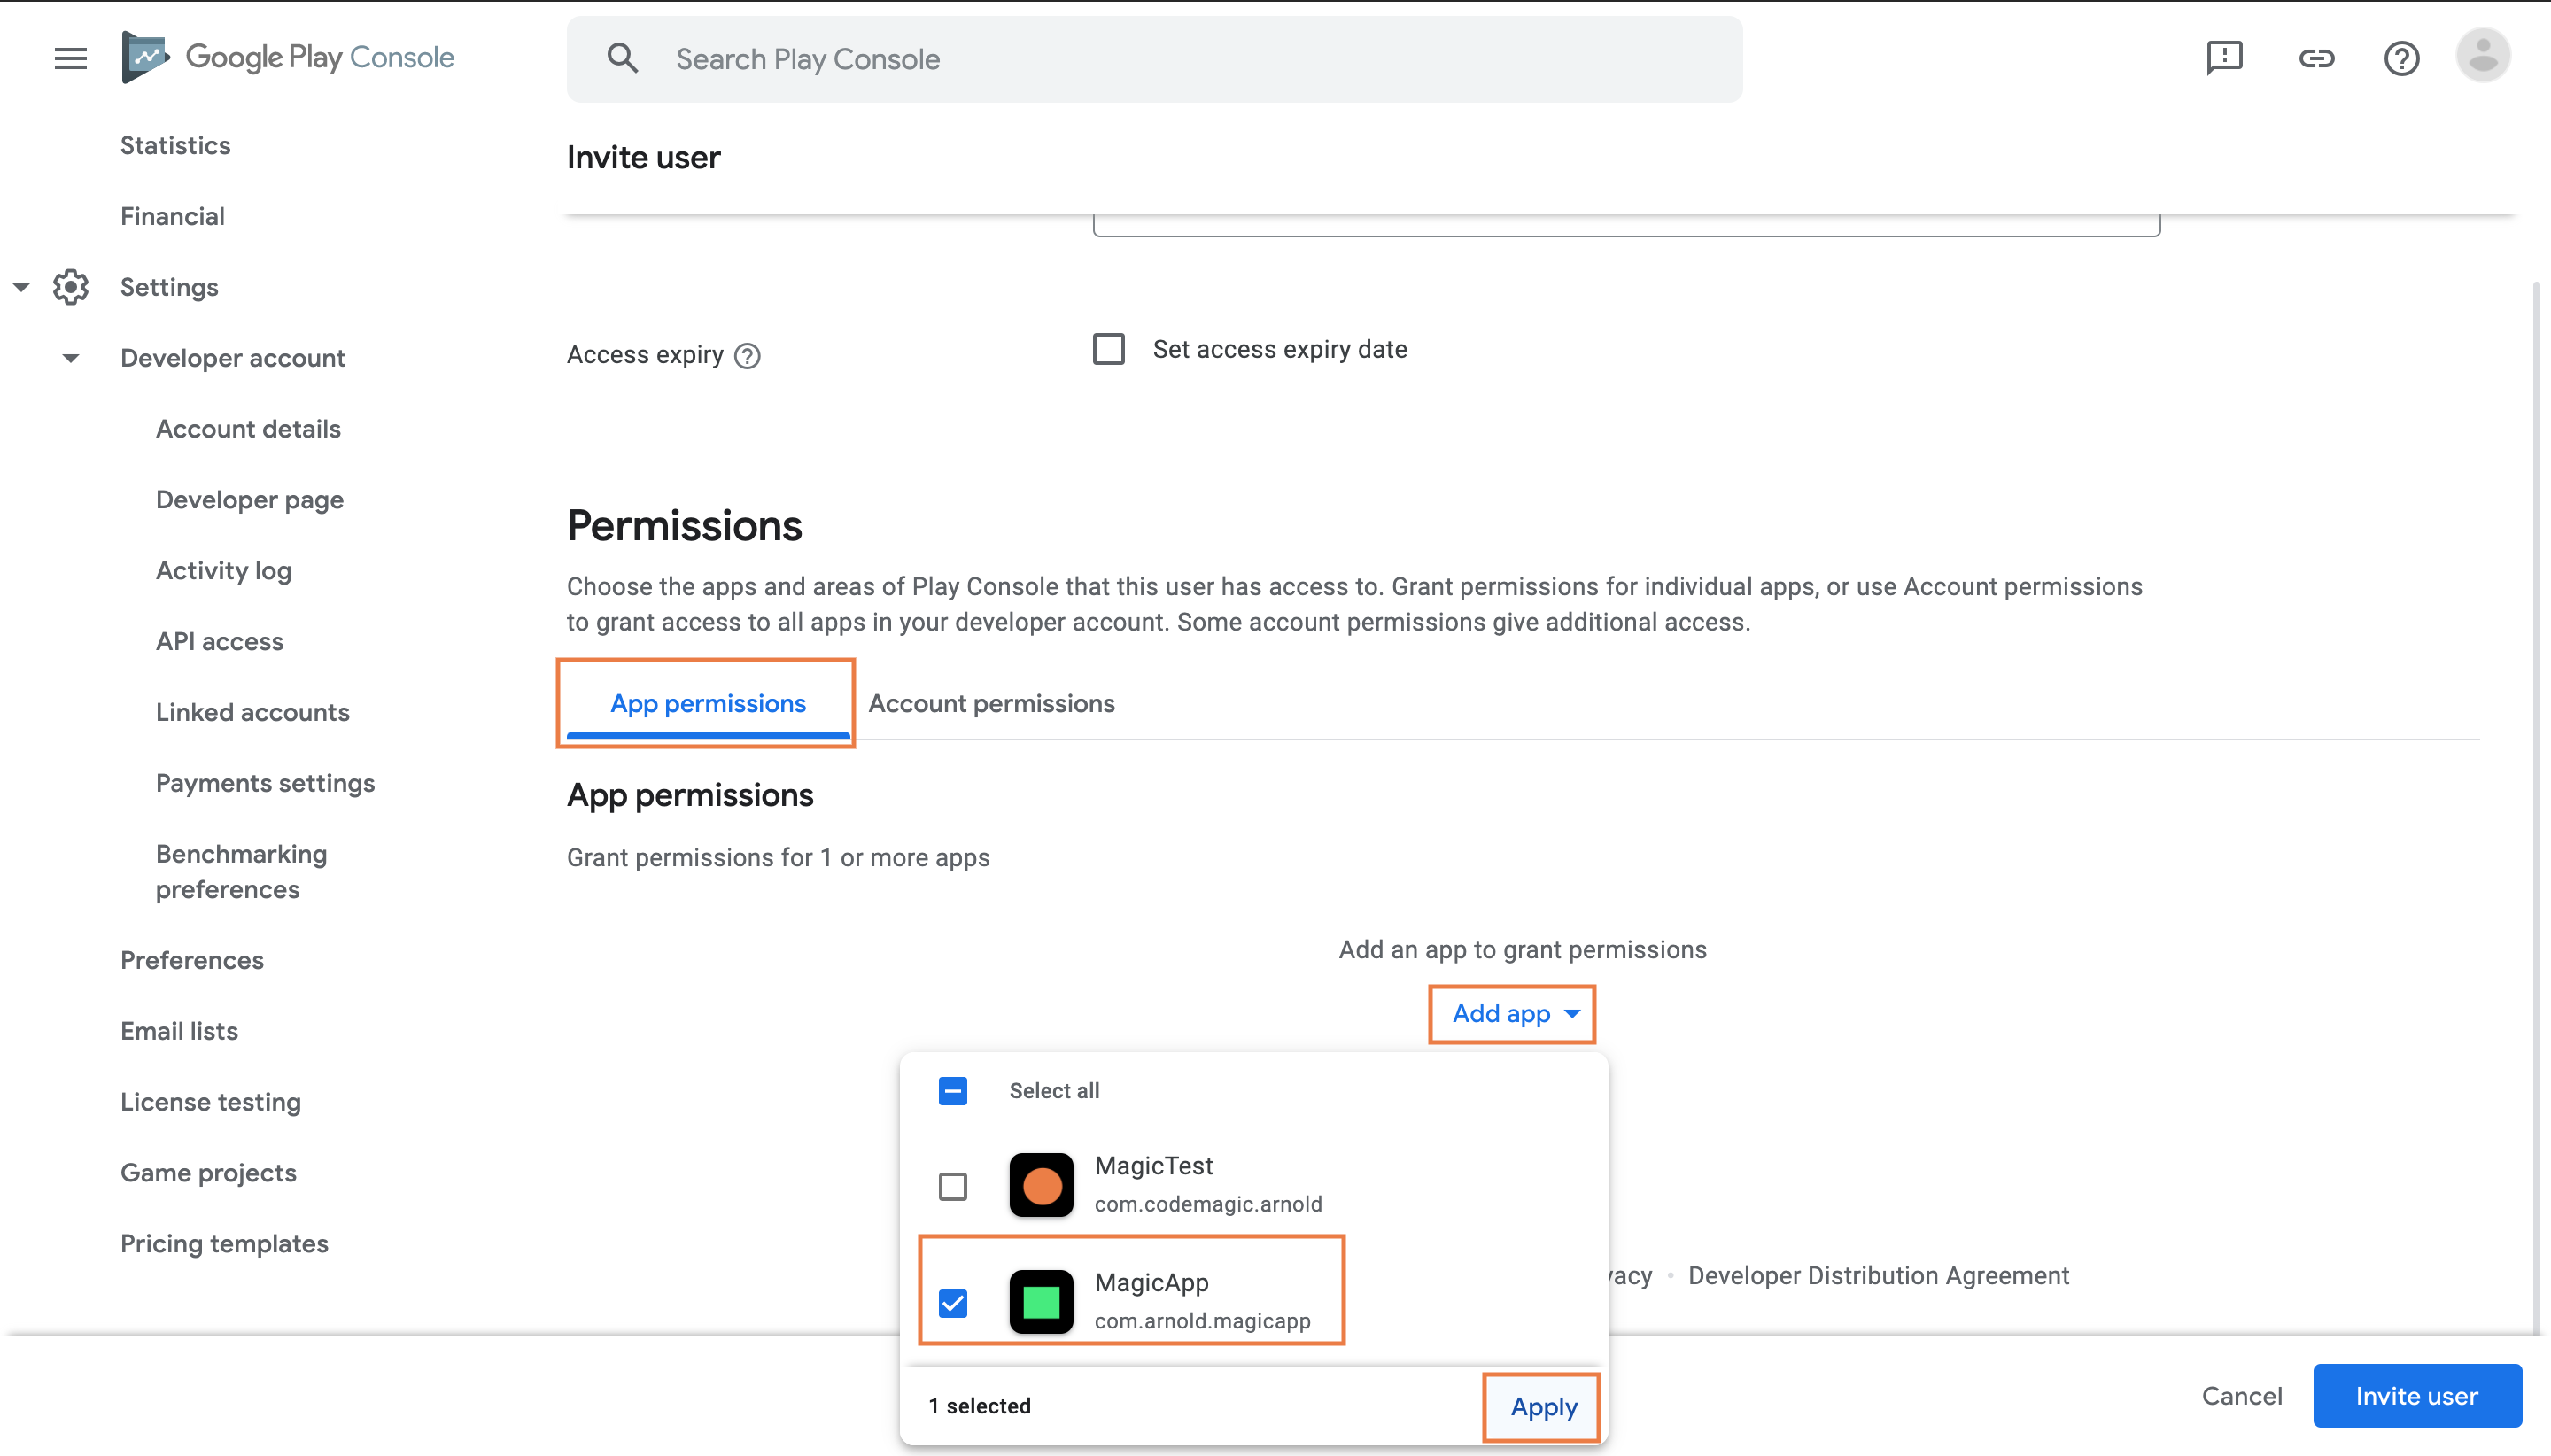 Google Play Console
Search Play Console
Statistics
Financial
Settings
Developer account
Account details
Developer page
Activity log
API access
Linked accounts
Payments settings
Benchmarking
preferences
Preferences
Email lists
License testing
Game projects
Pricing templates
Invite user
Access expiry
Set access expiry date
Permissions
Choose the apps and areas of Play Console that this user has access to. Grant permissions for individual apps, or use Account permissions
to grant access to all apps in your developer account. Some account permissions give additional access.
App permissions
Account permissions
App permissions
Grant permissions for 1 or more apps
Add an app to grant permissions
Add app
Select all
MagicTest
com.codemagic.arnold
MagicApp
com.arnold.magicapp
1 selected
Apply
Developer Distribution Agreement
Cancel
Invite user